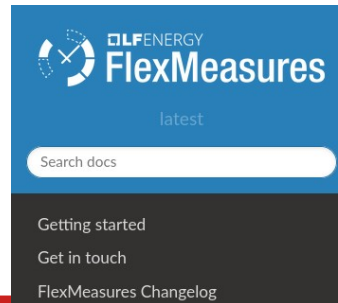 LFENERGY
FlexMeasures
latest
Search docs
Getting started
Get in touch
FlexMeasures Changelog